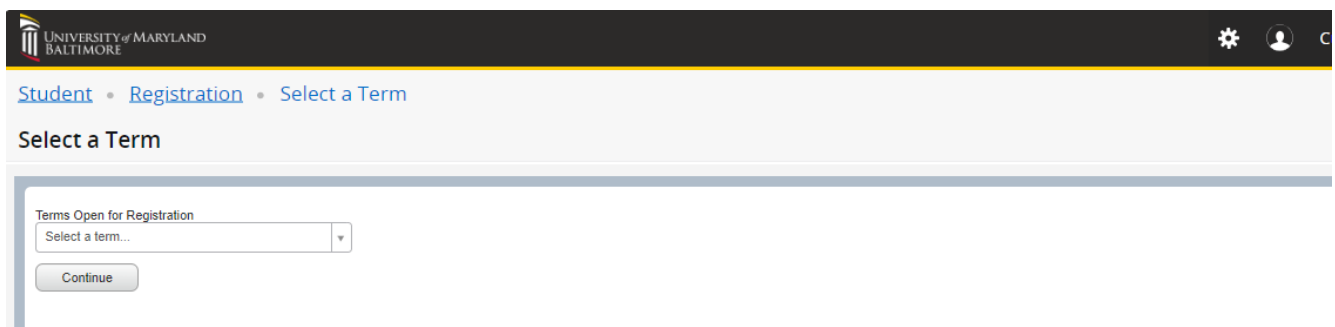 UNIVERSITY of MARYLAND
BALTIMORE
C
Student • Registration • Select a Term
Select a Term
Terms Open for Registration
Select a term...
Continue